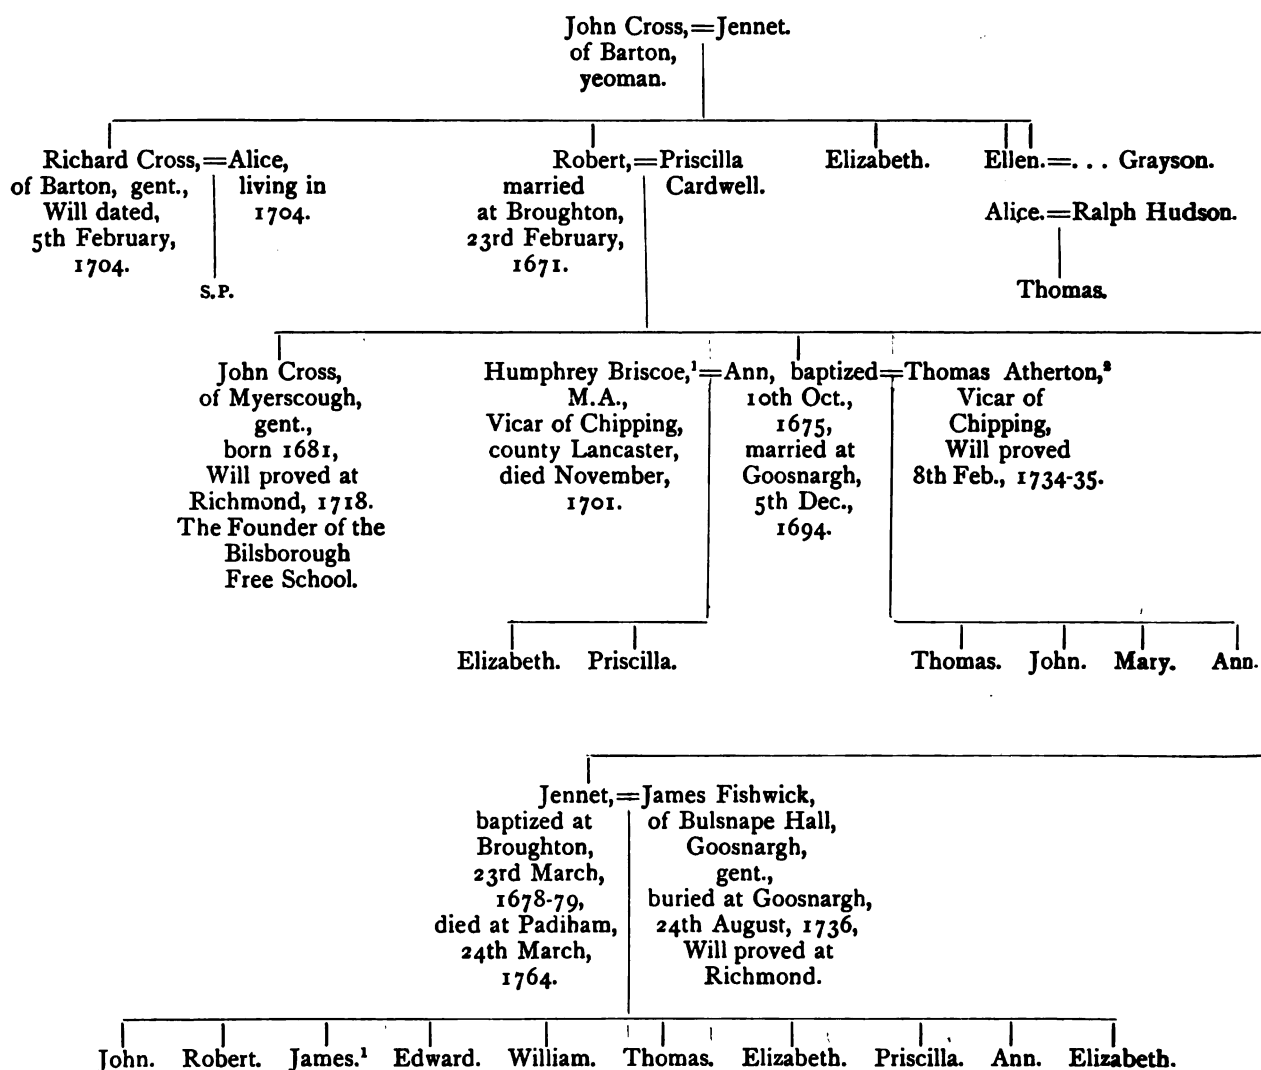 John Cross,=Jennet.
of Barton,
yeoman.
Richard Cross,=Alice,
of Barton, gent., living in
Will dated, 1704.
5th February,
1704.
S.P.
Robert,=Priscilla
married Cardwell.
at Broughton,
23rd February,
1671.
Elizabeth.
Ellen.=... Grayson.
Alice.=Ralph Hudson.
Thomas.
John Cross,
of Myerscough,
gent.,
born 1681,
Will proved at
Richmond, 1718.
The Founder of the
Bilsborough
Free School.
Humphrey Briscoe,¹=Ann, baptized=Thomas Atherton,²
M.A., 10th Oct., Vicar of
Vicar of Chipping, 1675, Chipping,
county Lancaster, married at Will proved
died November, Goosnargh, 8th Feb., 1734-35.
1701. 5th Dec.,
1694.
Elizabeth. Priscilla.
Thomas. John. Mary. Ann.
Jennet,=James Fishwick,
baptized at of Bulsnape Hall,
Broughton, Goosnargh,
23rd March, gent.,
1678-79, buried at Goosnargh,
died at Padiham, 24th August, 1736,
24th March, Will proved at
1764. Richmond.
John. Robert. James.¹ Edward. William. Thomas. Elizabeth. Priscilla. Ann. Elizabeth.